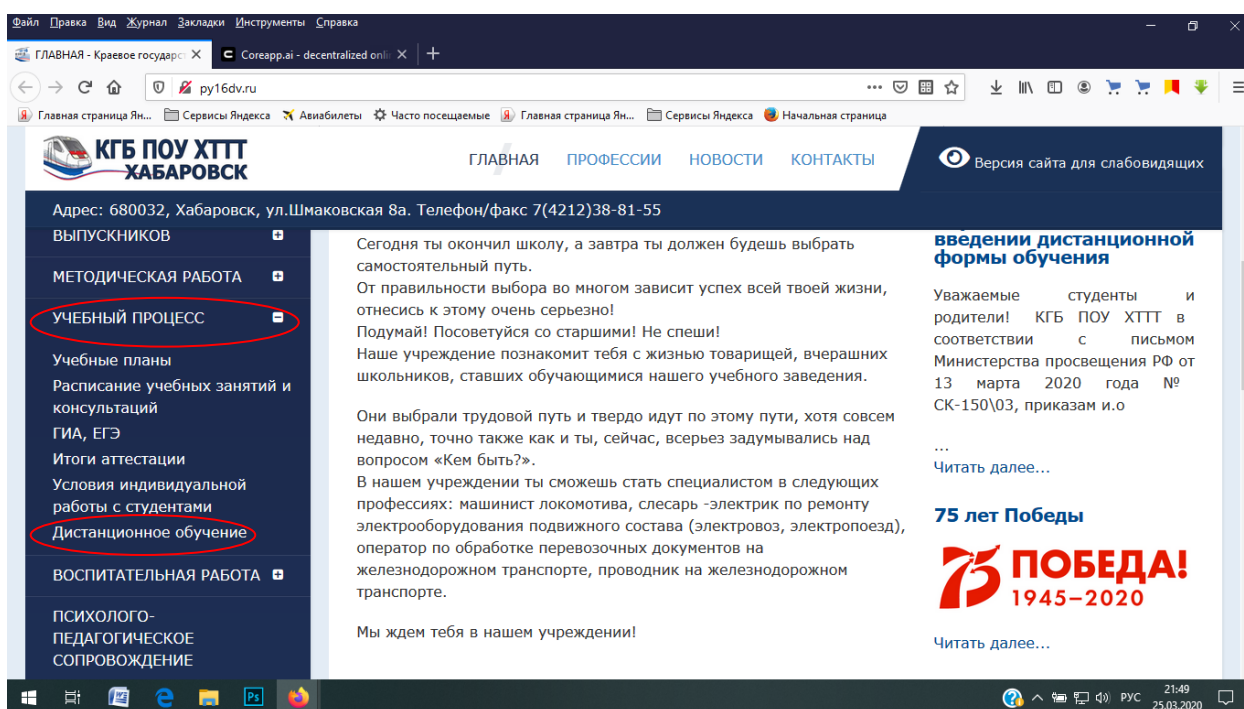 Файл Правка Вид Журнал Закладки Инструменты Справка
ГЛАВНАЯ - Краевое государс
Coreapp.ai - decentralized onli
py16dv.ru
Главная страница Ян...
Сервисы Яндекса
Авиабилеты
Часто посещаемые
Главная страница Ян...
Сервисы Яндекса
Начальная страница
КГБ ПОУ ХТТТ
ХАБАРОВСК
ГЛАВНАЯ ПРОФЕССИИ НОВОСТИ КОНТАКТЫ
Версия сайта для слабовидящих
Адрес: 680032, Хабаровск, ул.Шмаковская 8а. Телефон/факс 7(4212)38-81-55
ВЫПУСКНИКОВ
МЕТОДИЧЕСКАЯ РАБОТА
УЧЕБНЫЙ ПРОЦЕСС
Учебные планы
Расписание учебных занятий и
консультаций
ГИА, ЕГЭ
Итоги аттестации
Условия индивидуальной
работы с студентами
Дистанционное обучение
ВОСПИТАТЕЛЬНАЯ РАБОТА
ПСИХОЛОГО-
ПЕДАГОГИЧЕСКОЕ
СОПРОВОЖДЕНИЕ
Сегодня ты окончил школу, а завтра ты должен будешь выбрать
самостоятельный путь.
От правильности выбора во многом зависит успех всей твоей жизни,
отнесись к этому очень серьезно!
Подумай! Посоветуйся со старшими! Не спеши!
Наше учреждение познакомит тебя с жизнью товарищей, вчерашних
школьников, ставших обучающимися нашего учебного заведения.
Они выбрали трудовой путь и твердо идут по этому пути, хотя совсем
недавно, точно также как и ты, сейчас, всерьез задумывались над
вопросом «Кем быть?».
В нашем учреждении ты сможешь стать специалистом в следующих
профессиях: машинист локомотива, слесарь -электрик по ремонту
электрооборудования подвижного состава (электровоз, электропоезд),
оператор по обработке перевозочных документов на
железнодорожном транспорте, проводник на железнодорожном
транспорте.
Мы ждем тебя в нашем учреждении!
введении дистанционной
формы обучения
Уважаемые студенты и
родители! КГБ ПОУ ХТТТ в
соответствии с письмом
Министерства просвещения РФ от
13 марта 2020 года №
СК-150\03, приказам и.о
...
Читать далее...
75 лет Победы
75 ПОБЕДА!
1945–2020
Читать далее...
Ps
РУС
21:49
25.03.2020